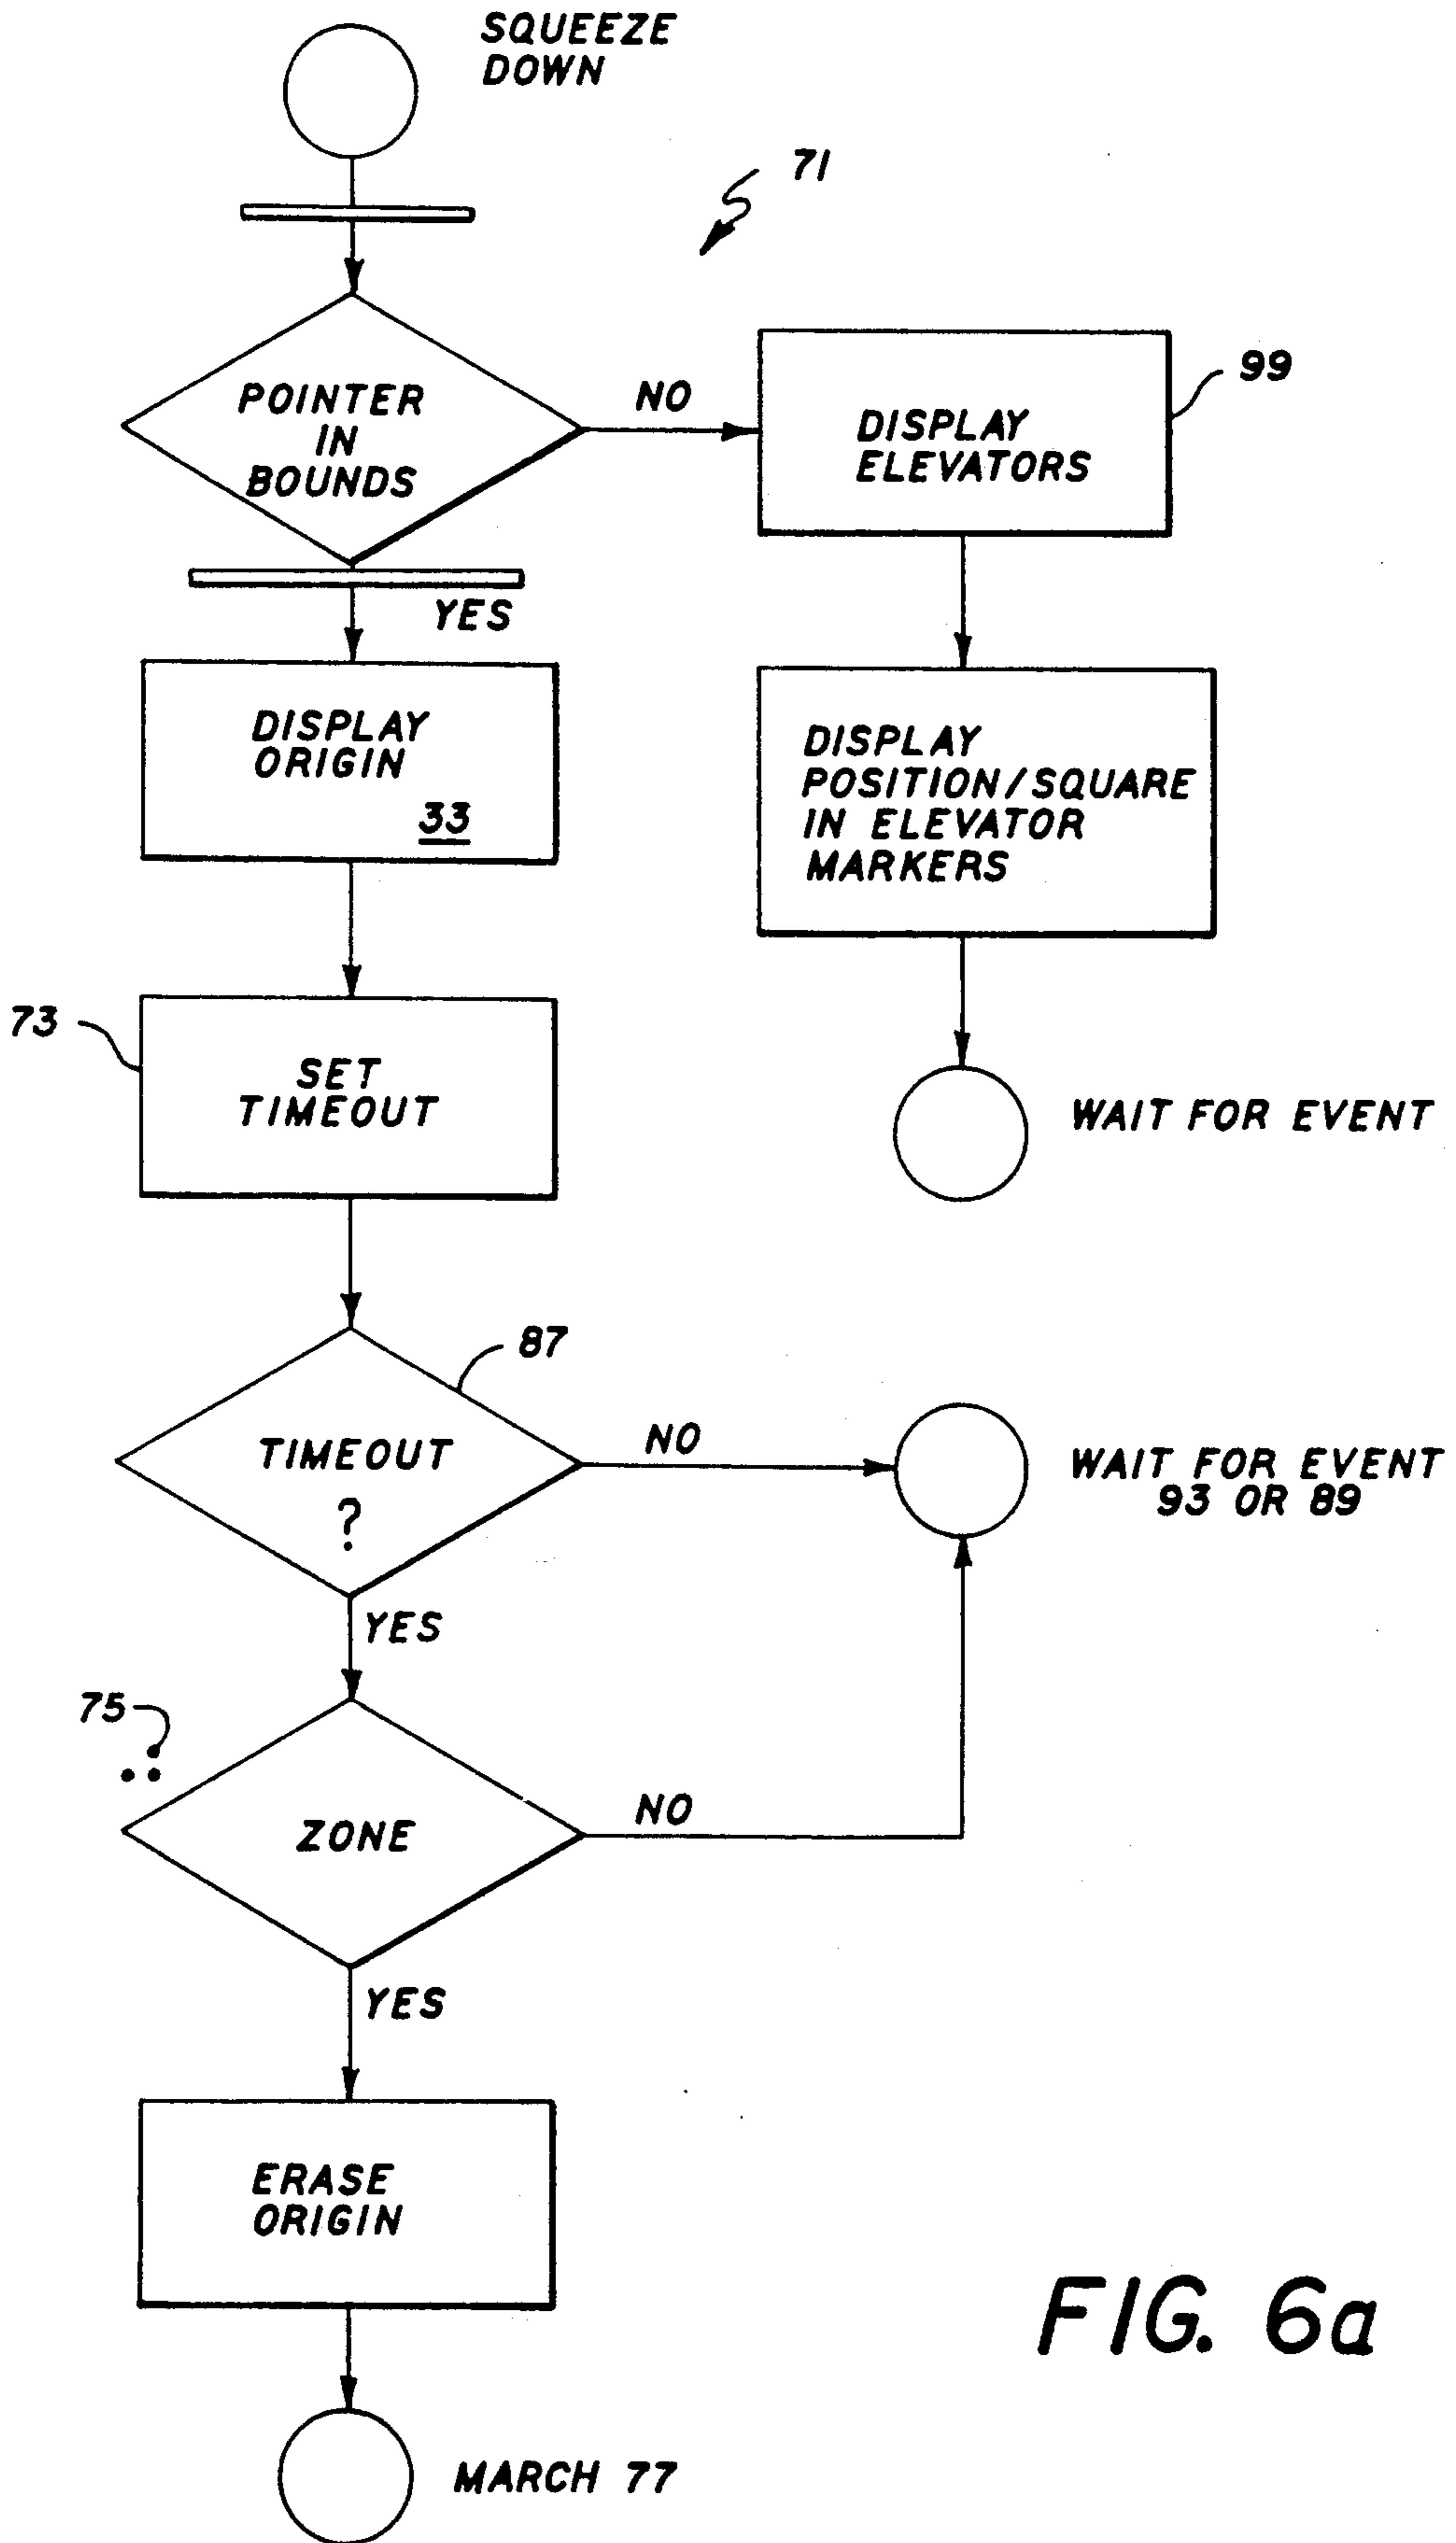 SQUEEZE
DOWN
71
POINTER
IN
BOUNDS
NO
DISPLAY
ELEVATORS
99
YES
DISPLAY
ORIGIN
33
DISPLAY
POSITION/SQUARE
IN ELEVATOR
MARKERS
73
SET
TIMEOUT
WAIT FOR EVENT
87
TIMEOUT
?
NO
WAIT FOR EVENT
93 OR 89
YES
75
ZONE
NO
YES
ERASE
ORIGIN
MARCH 77
FIG. 6a